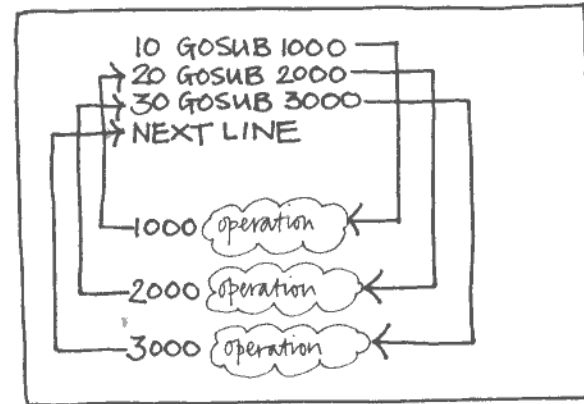 10 GOSUB 1000
20 GOSUB 2000
30 GOSUB 3000
NEXT LINE
1000 operation
2000 operation
3000 operation